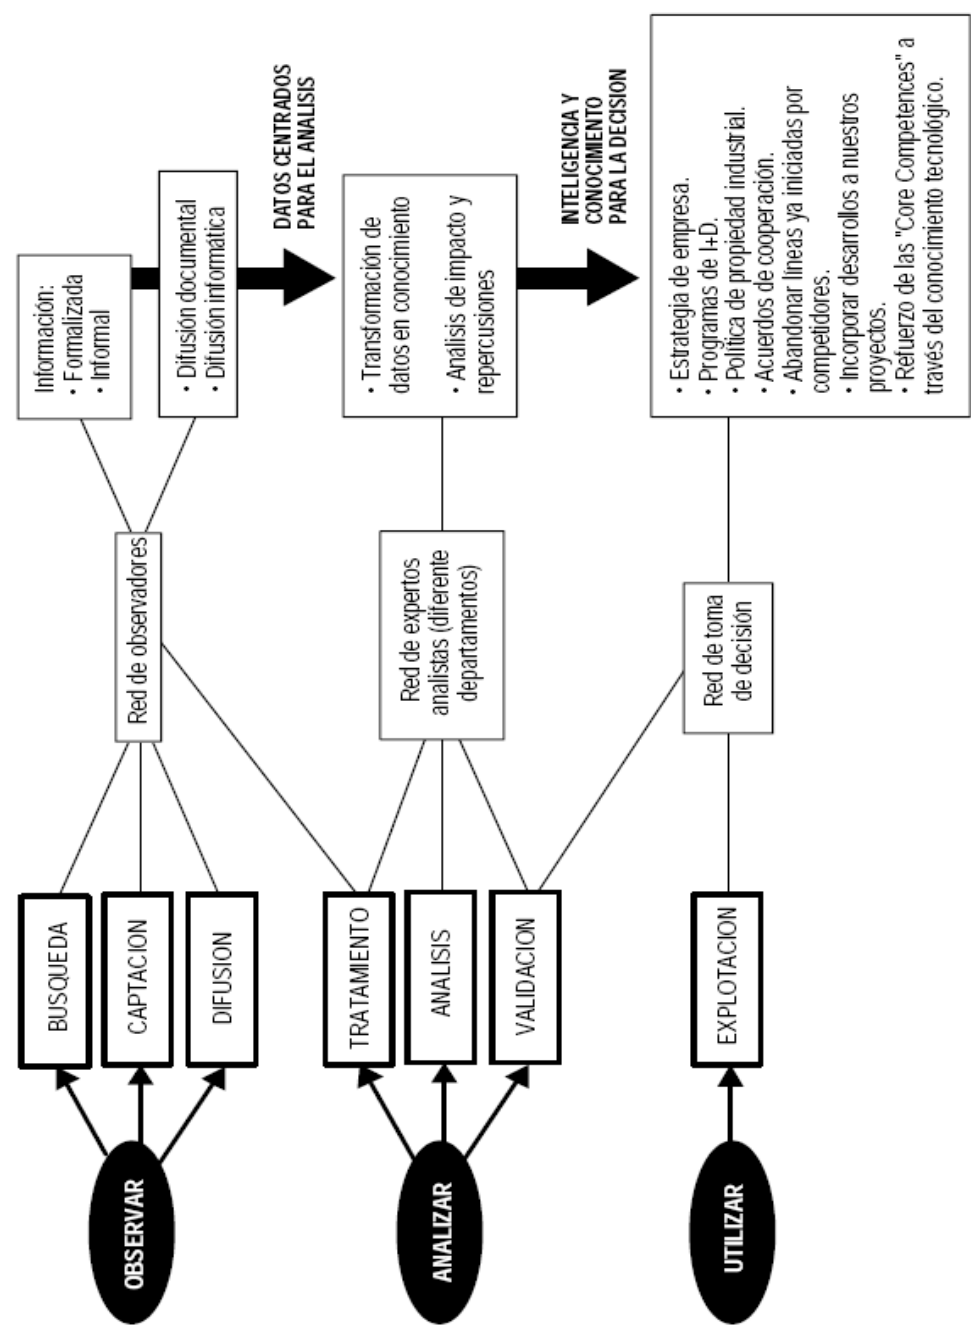 OBSERVAR
BUSQUEDA
CAPTACION
DIFUSION
Red de observadores
Información:
• Formalizada
• Informal
• Difusión documental
• Difusión informática
DATOS CENTRADOS
PARA EL ANALISIS
ANALIZAR
TRATAMIENTO
ANALISIS
VALIDACION
Red de expertos
analistas (diferente
departamentos)
• Transformación de
datos en conocimiento
• Análisis de impacto y
repercusiones
INTELIGENCIA Y
CONOCIMIENTO
PARA LA DECISION
UTILIZAR
EXPLOTACION
Red de toma
de decisión
• Estrategia de empresa.
• Programas de I+D.
• Política de propiedad industrial.
• Acuerdos de cooperación.
• Abandonar líneas ya iniciadas por
competidores.
• Incorporar desarrollos a nuestros
proyectos.
• Refuerzo de las "Core Competences" a
través del conocimiento tecnológico.